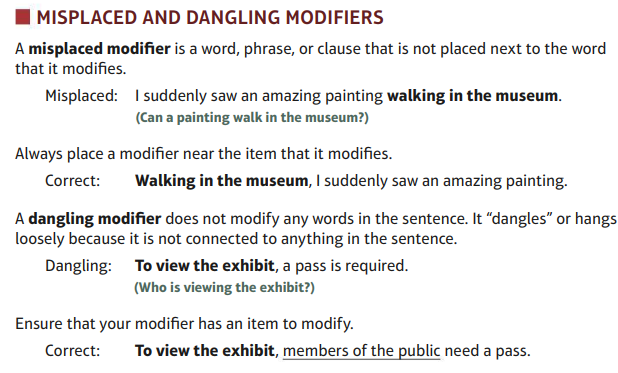 MISPLACED AND DANGLING MODIFIERS
A misplaced modifier is a word, phrase, or clause that is not placed next to the word
that it modifies.
Misplaced: I suddenly saw an amazing painting walking in the museum.
(Can a painting walk in the museum?)
Always place a modifier near the item that it modifies.
Correct: Walking in the museum, I suddenly saw an amazing painting.
A dangling modifier does not modify any words in the sentence. It “dangles” or hangs
loosely because it is not connected to anything in the sentence.
Dangling: To view the exhibit, a pass is required.
(Who is viewing the exhibit?)
Ensure that your modifier has an item to modify.
Correct: To view the exhibit, members of the public need a pass.